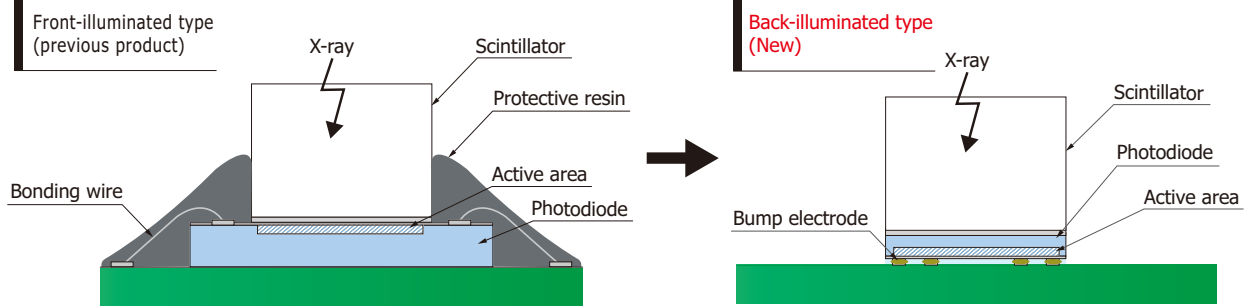 Front-illuminated type
(previous product)
X-ray
Scintillator
Protective resin
Bonding wire
Active area
Photodiode
Back-illuminated type
(New)
X-ray
Scintillator
Photodiode
Active area
Bump electrode